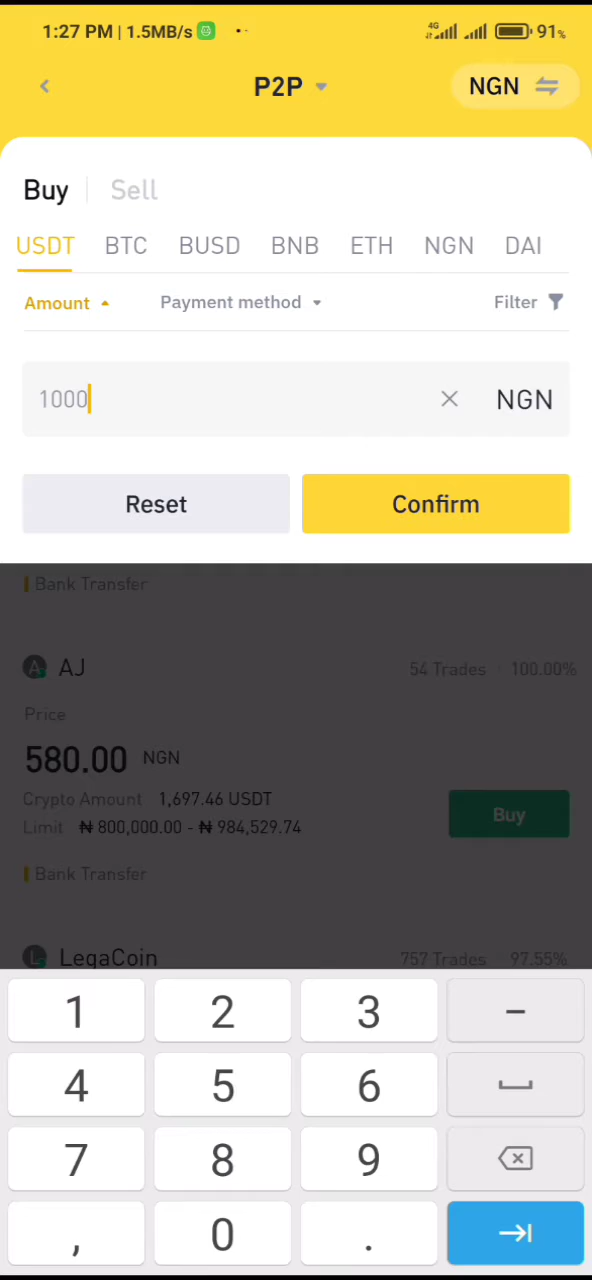 1:27 PM | 1.5MB/s 4G 91%
P2P NGN
Buy Sell
USDT BTC BUSD BNB ETH NGN DAI
Amount Payment method Filter
1000 NGN
Reset Confirm
Bank Transfer
A AJ 54 Trades 100.00%
Price
580.00 NGN
Crypto Amount 1,697.46 USDT
Limit ₦ 800,000.00 - ₦ 984,529.74
Buy
Bank Transfer
L LegaCoin 757 Trades 97.55%
1 2 3 –
4 5 6
7 8 9
, 0 .